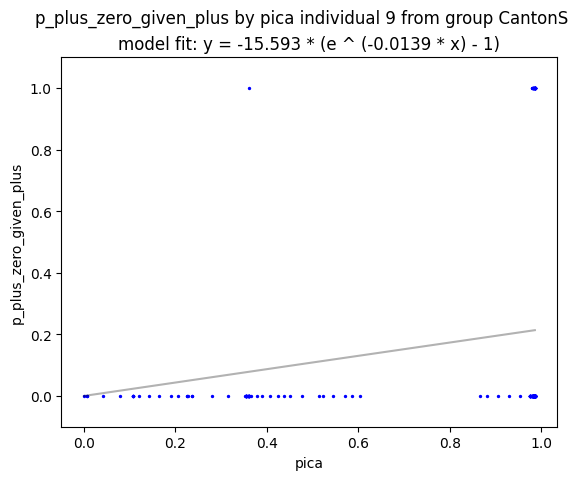 p_plus_zero_given_plus by pica individual 9 from group CantonS
model fit: y = -15.593 * (e ^ (-0.0139 * x) - 1)
1.0
0.8
0.6
0.4
0.2
0.0
p_plus_zero_given_plus
0.0 0.2 0.4 0.6 0.8 1.0
pica